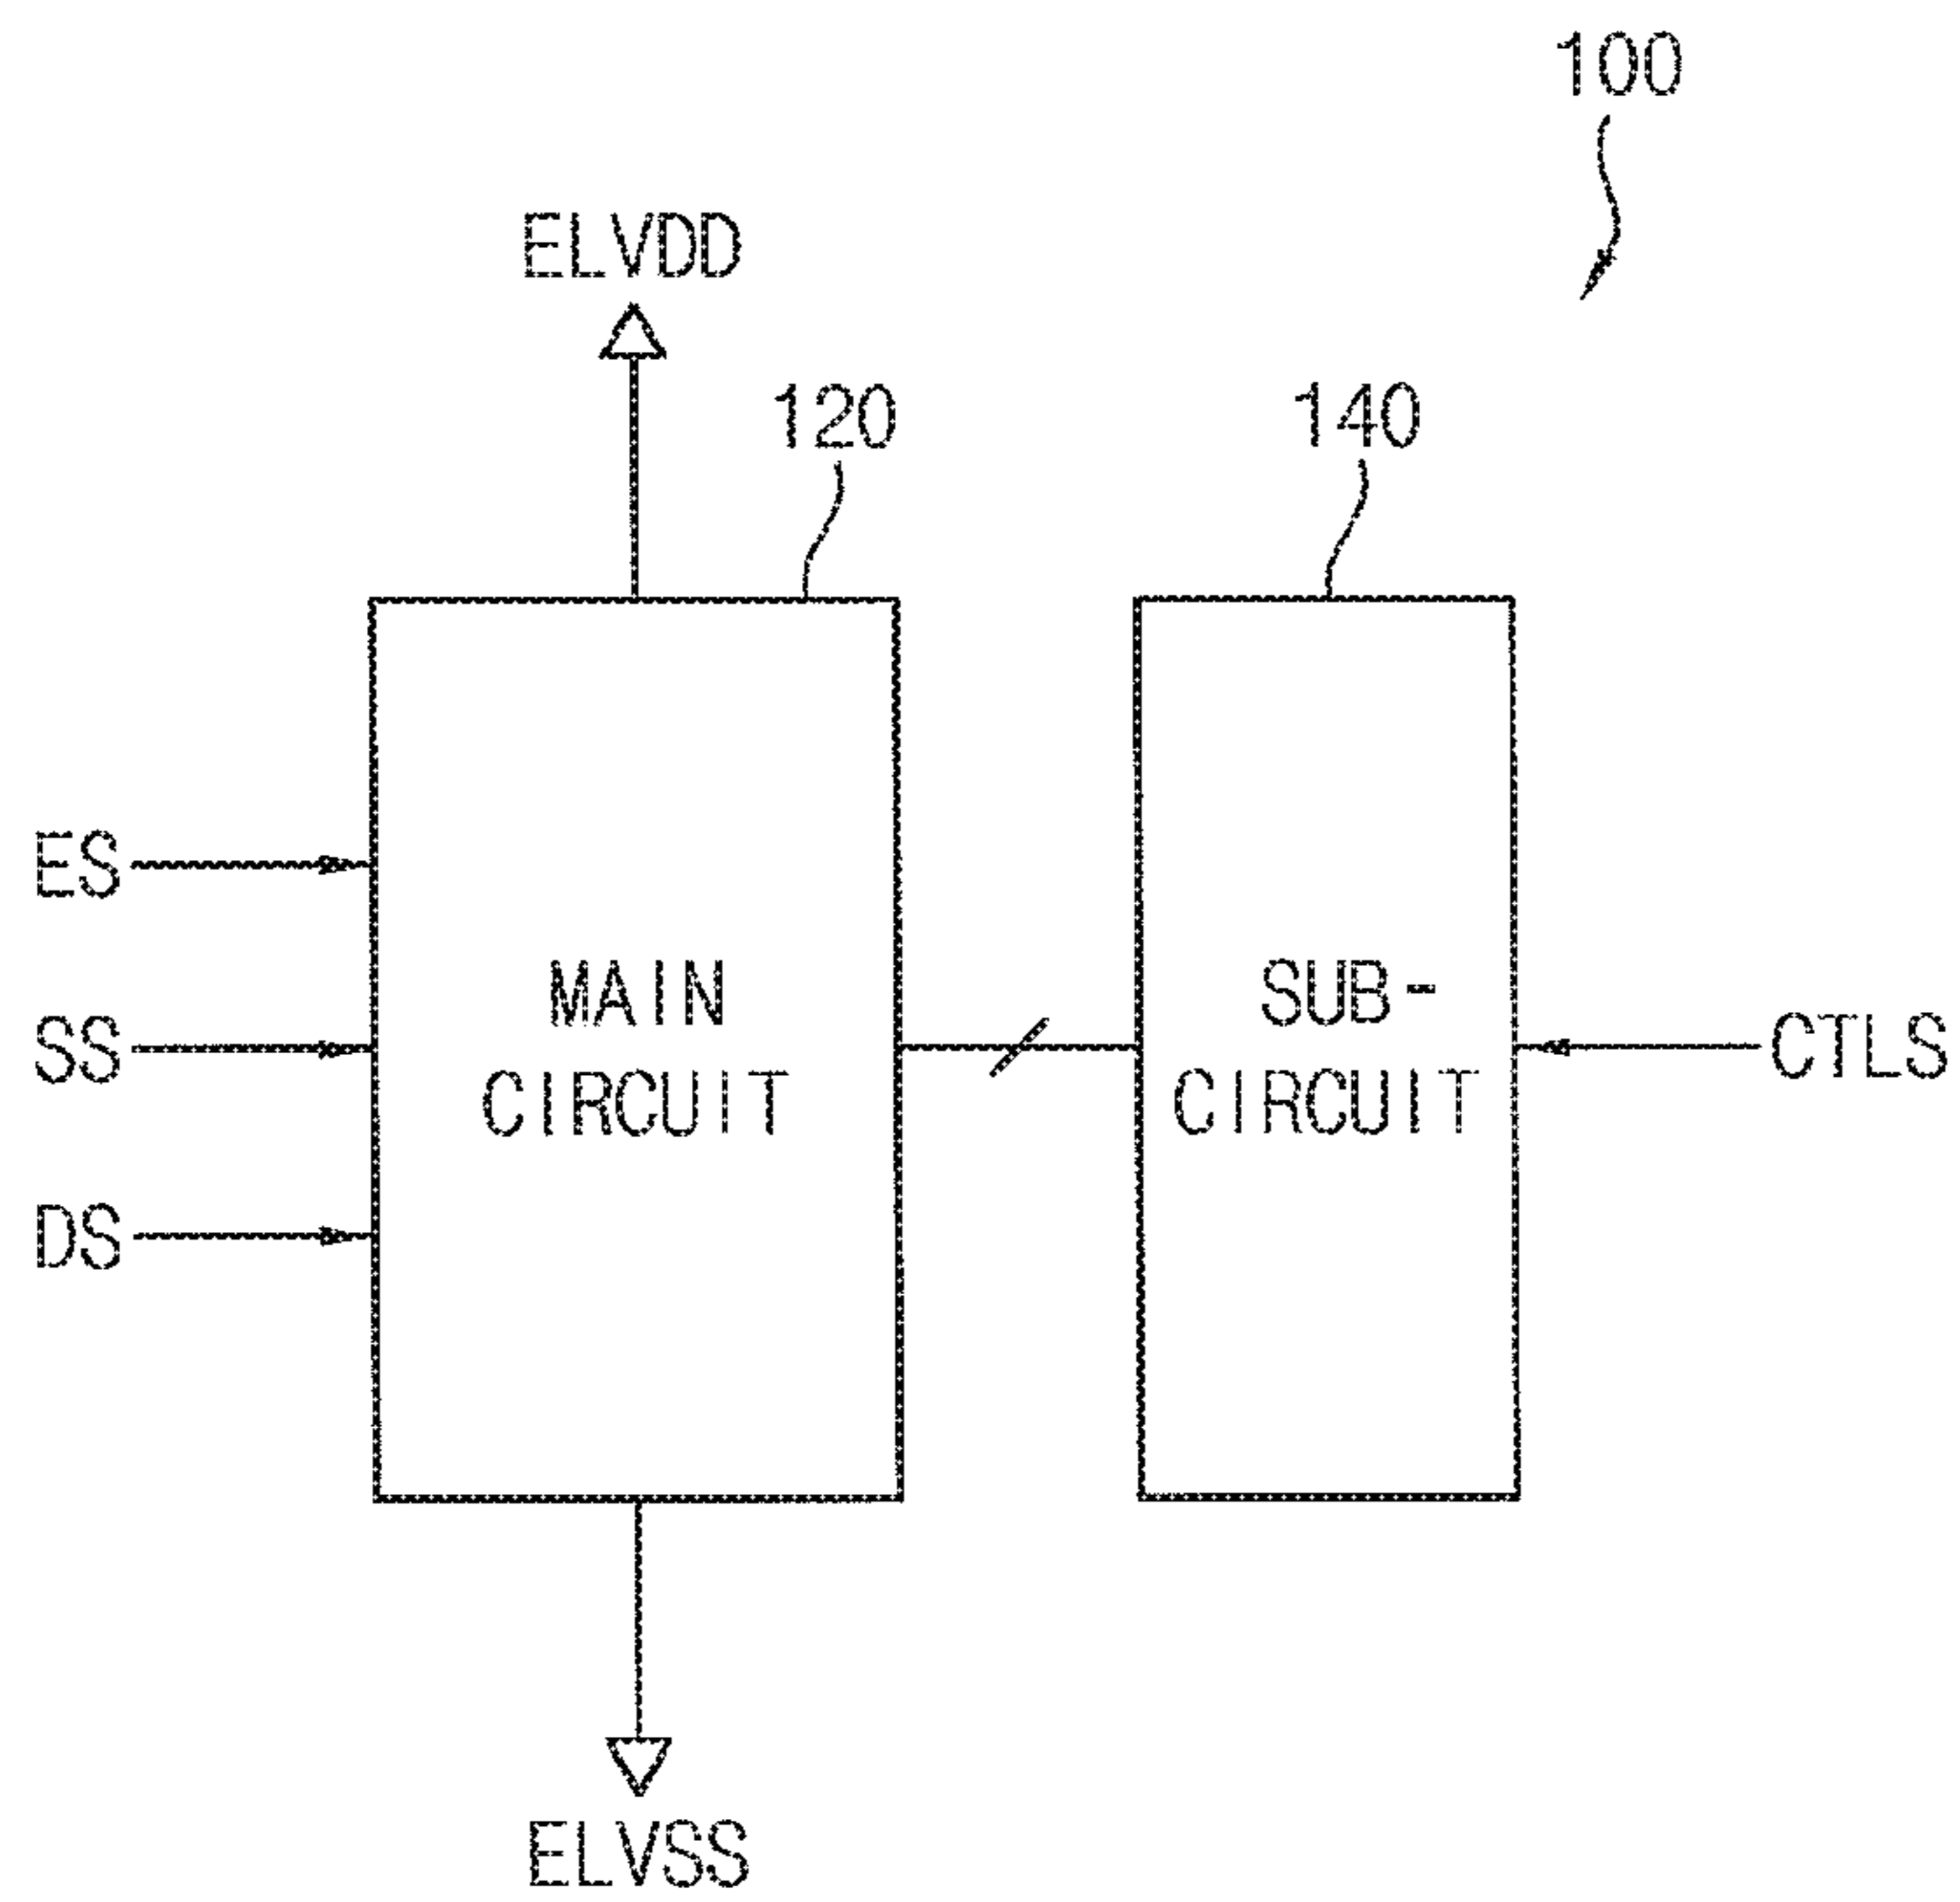 100
ELVDD
120
140
ES
SS
DS
MAIN
CIRCUIT
SUB-
CIRCUIT
CTLS
ELVSS